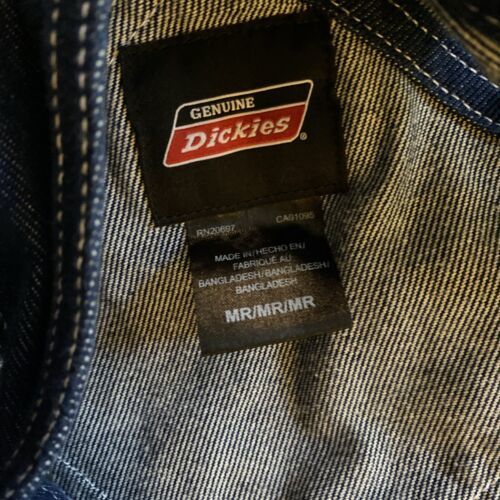 GENUINE
Dickies®
RN20697 CA01095
MADE IN/HECHO EN/
FABRIQUÉ AU
BANGLADESH/BANGLADESH/
BANGLADESH
MR/MR/MR